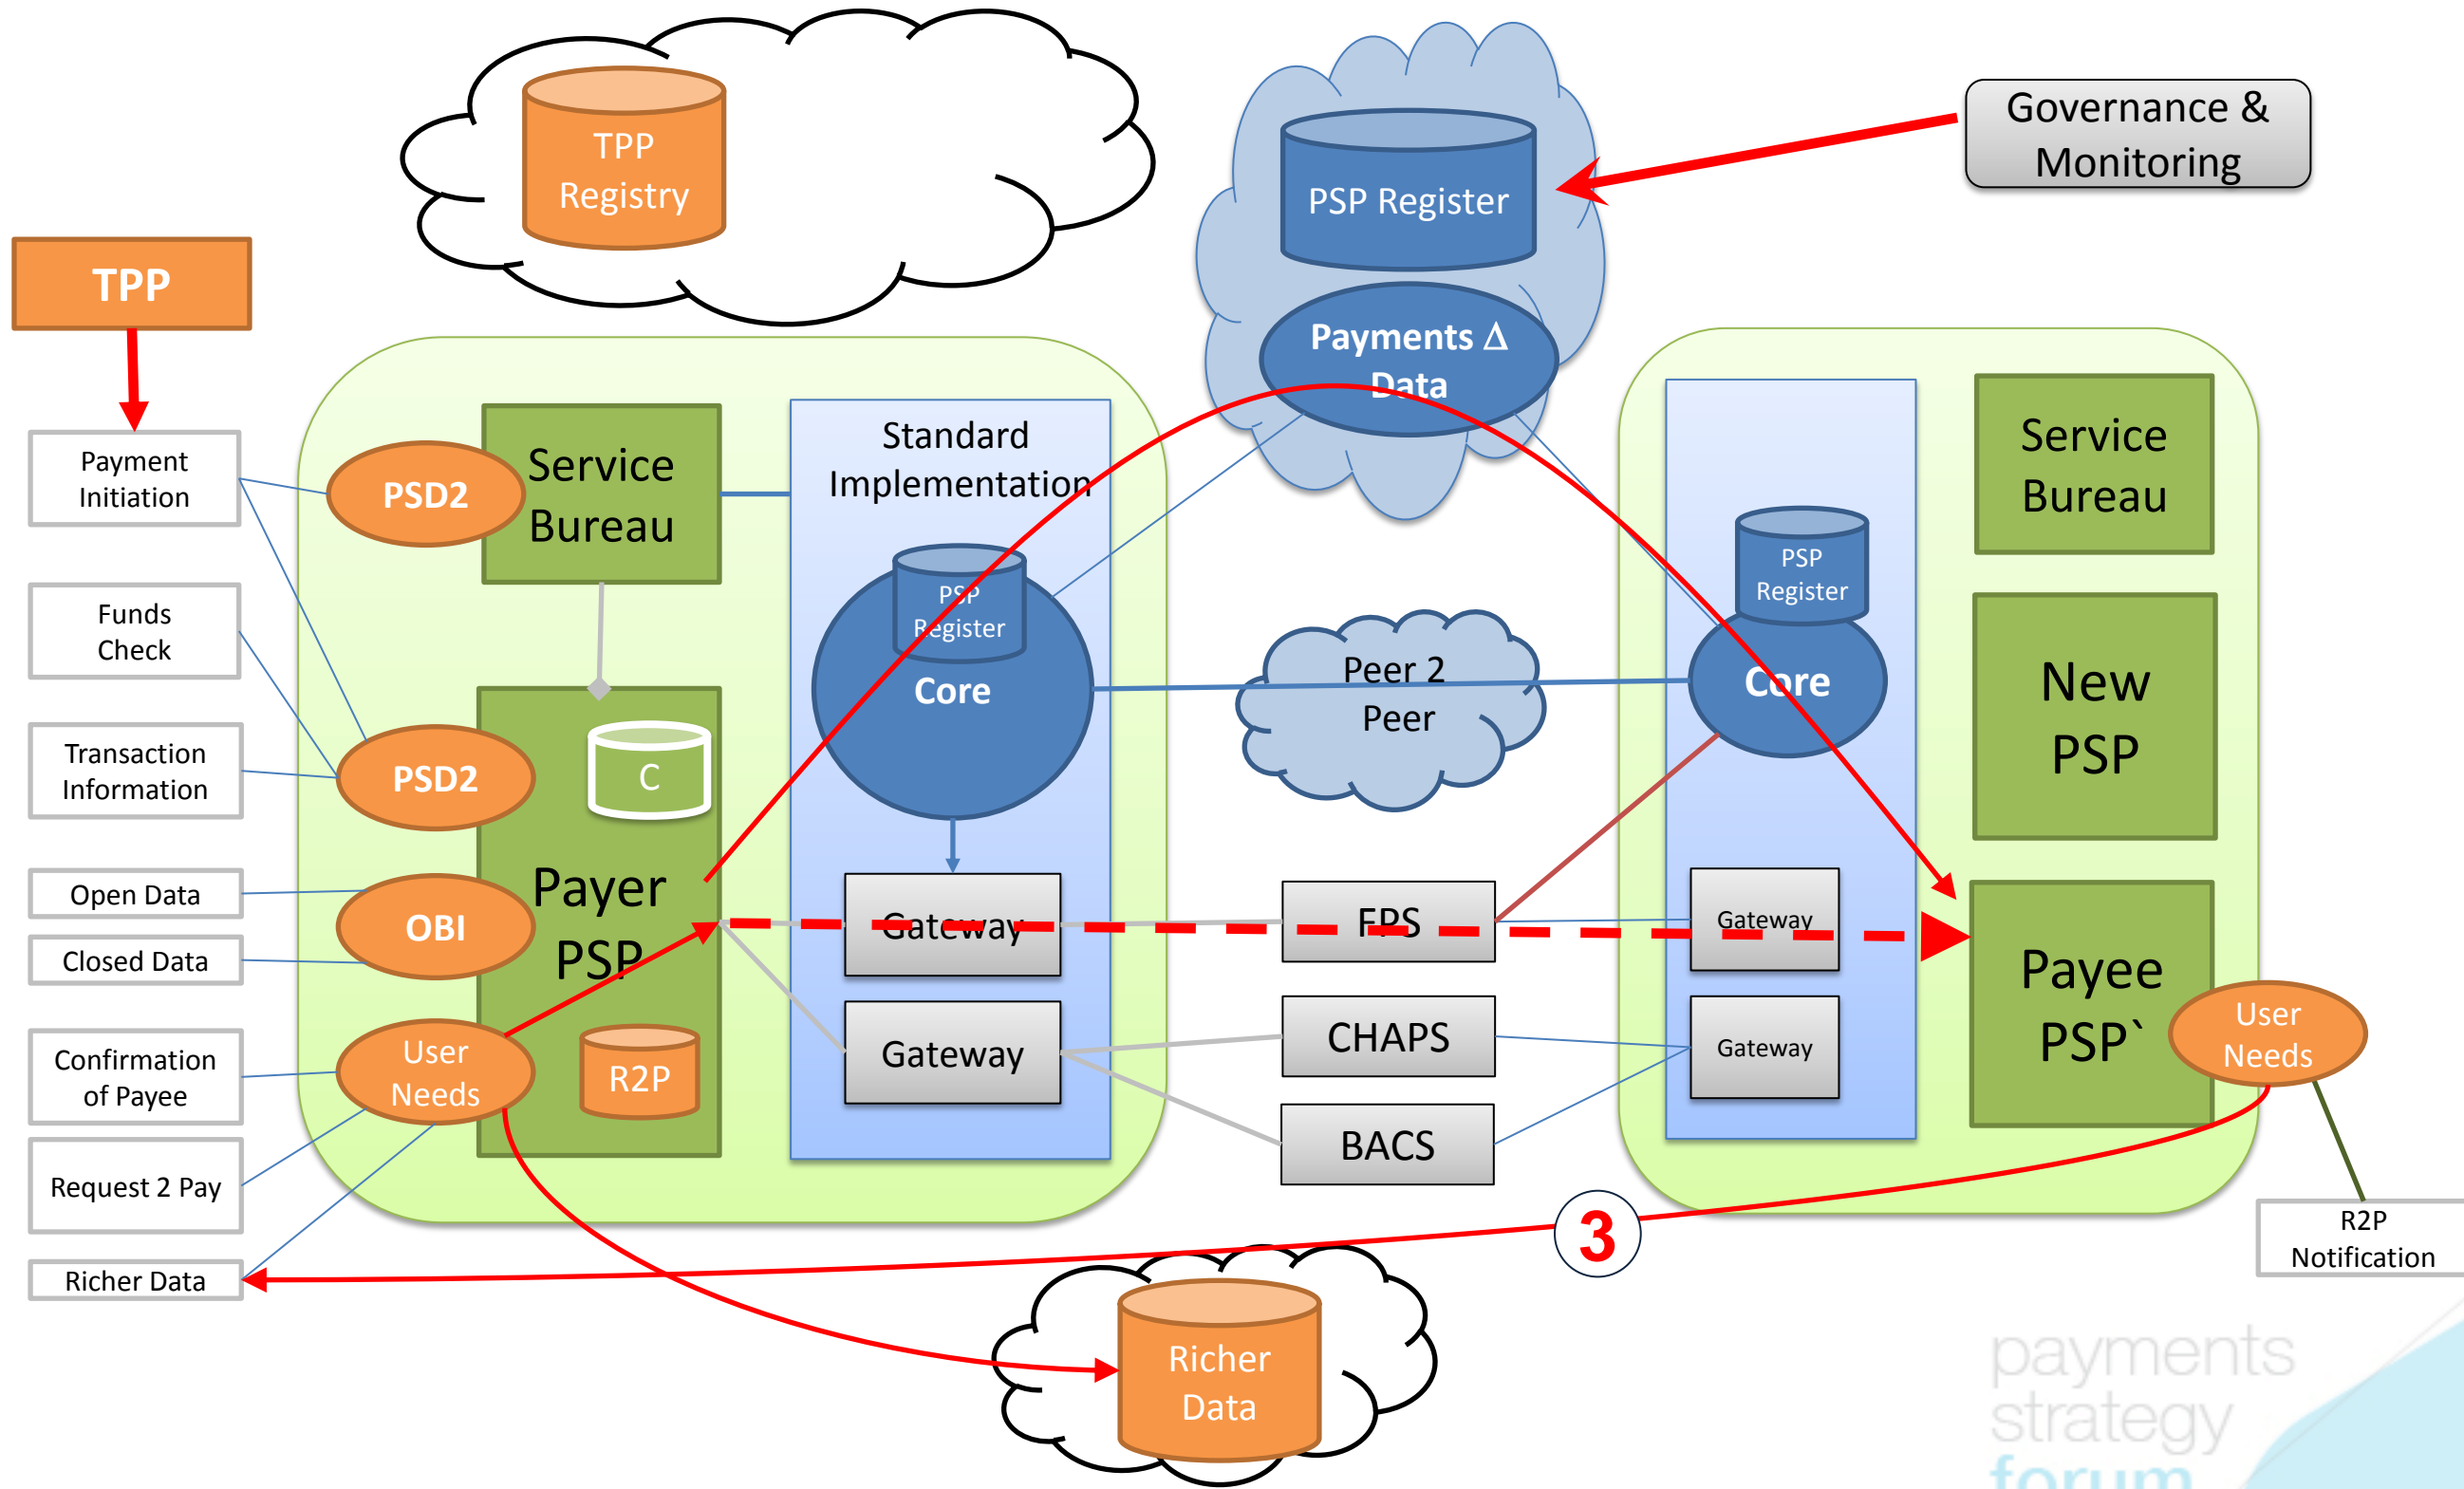 TPP
Registry
PSP Register
Governance &
Monitoring
TPP
Payments Δ
Data
Payment
Initiation
PSD2
Service
Bureau
Standard
Implementation
Service
Bureau
PSP
Register
Core
PSP
Register
Core
Funds
Check
Peer 2
Peer
New
PSP
Transaction
Information
PSD2
C
Open Data
Closed Data
OBI
Payer
PSP
Gateway
FPS
Gateway
Payee
PSP`
User
Needs
Confirmation
of Payee
User
Needs
R2P
Gateway
CHAPS
Gateway
BACS
Request 2 Pay
Richer Data
3
R2P
Notification
Richer
Data
payments
strategy
forum